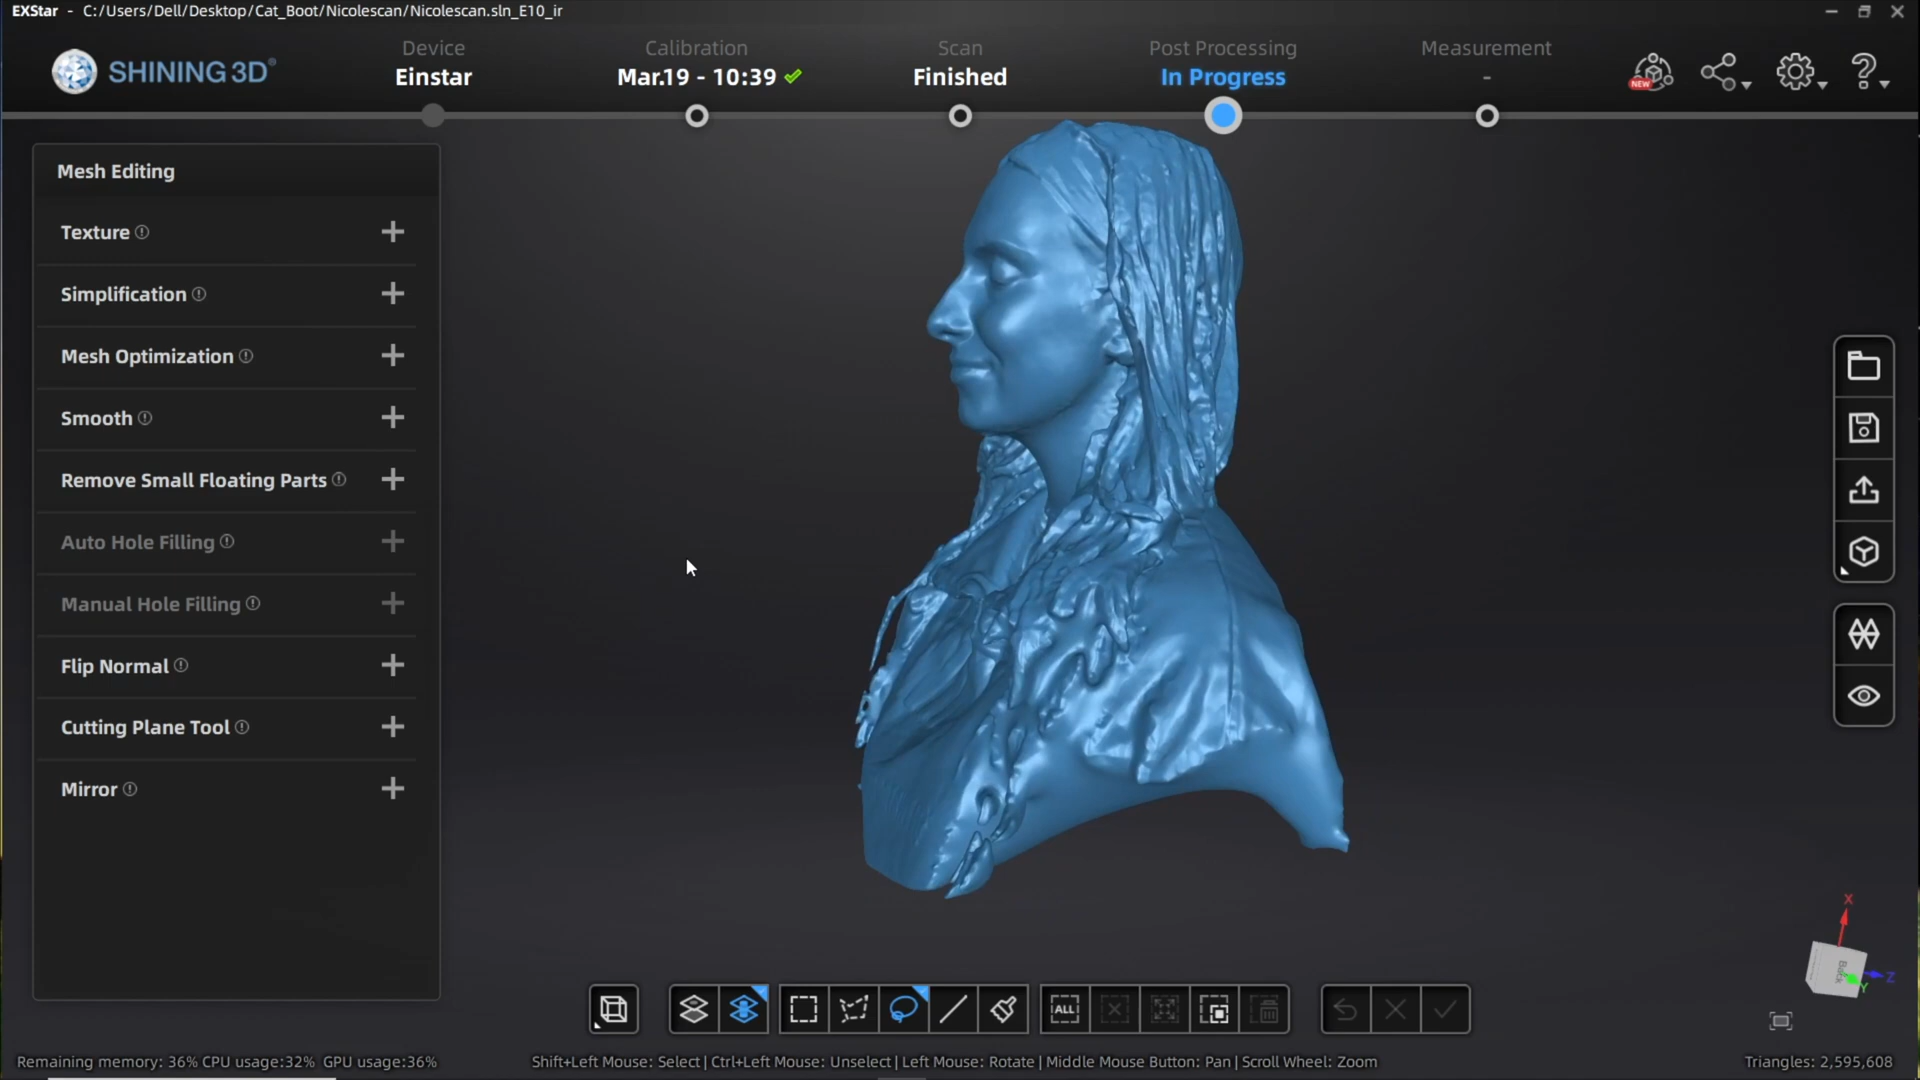 EXStar - C:/Users/Dell/Desktop/Cat_Boot/Nicolescan/Nicolescan.sln_E10_ir
SHINING 3D®
Device
Einstar
Calibration
Mar.19 - 10:39
Scan
Finished
Post Processing
In Progress
Measurement
-
NEW
Mesh Editing
Texture
Simplification
Mesh Optimization
Smooth
Remove Small Floating Parts
Auto Hole Filling
Manual Hole Filling
Flip Normal
Cutting Plane Tool
Mirror
X
Back
Z
Y
ALL
Remaining memory: 36% CPU usage:32% GPU usage:36%
Shift+Left Mouse: Select | Ctrl+Left Mouse: Unselect | Left Mouse: Rotate | Middle Mouse Button: Pan | Scroll Wheel: Zoom
Triangles: 2,595,608